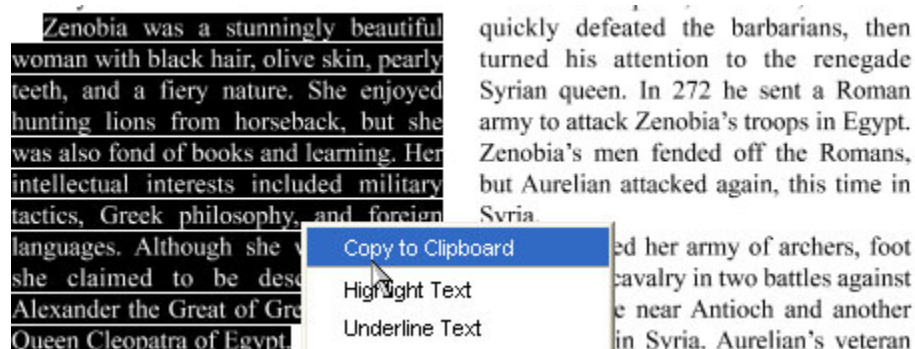 Zenobia was a stunningly beautiful
woman with black hair, olive skin, pearly
teeth, and a fiery nature. She enjoyed
hunting lions from horseback, but she
was also fond of books and learning. Her
intellectual interests included military
tactics, Greek philosophy, and foreign
languages. Although she
she claimed to be
Alexander the Great of
Queen Cleopatra of Egypt.
quickly defeated the barbarians, then
turned his attention to the renegade
Syrian queen. In 272 he sent a Roman
army to attack Zenobia's troops in Egypt.
Zenobia's men fended off the Romans,
but Aurelian attacked again, this time in
Syria.
her army of archers, foot
cavalry in two battles against
near Antioch and another
in Syria. Aurelian's veteran
Copy to Clipboard
Highlight Text
Underline Text